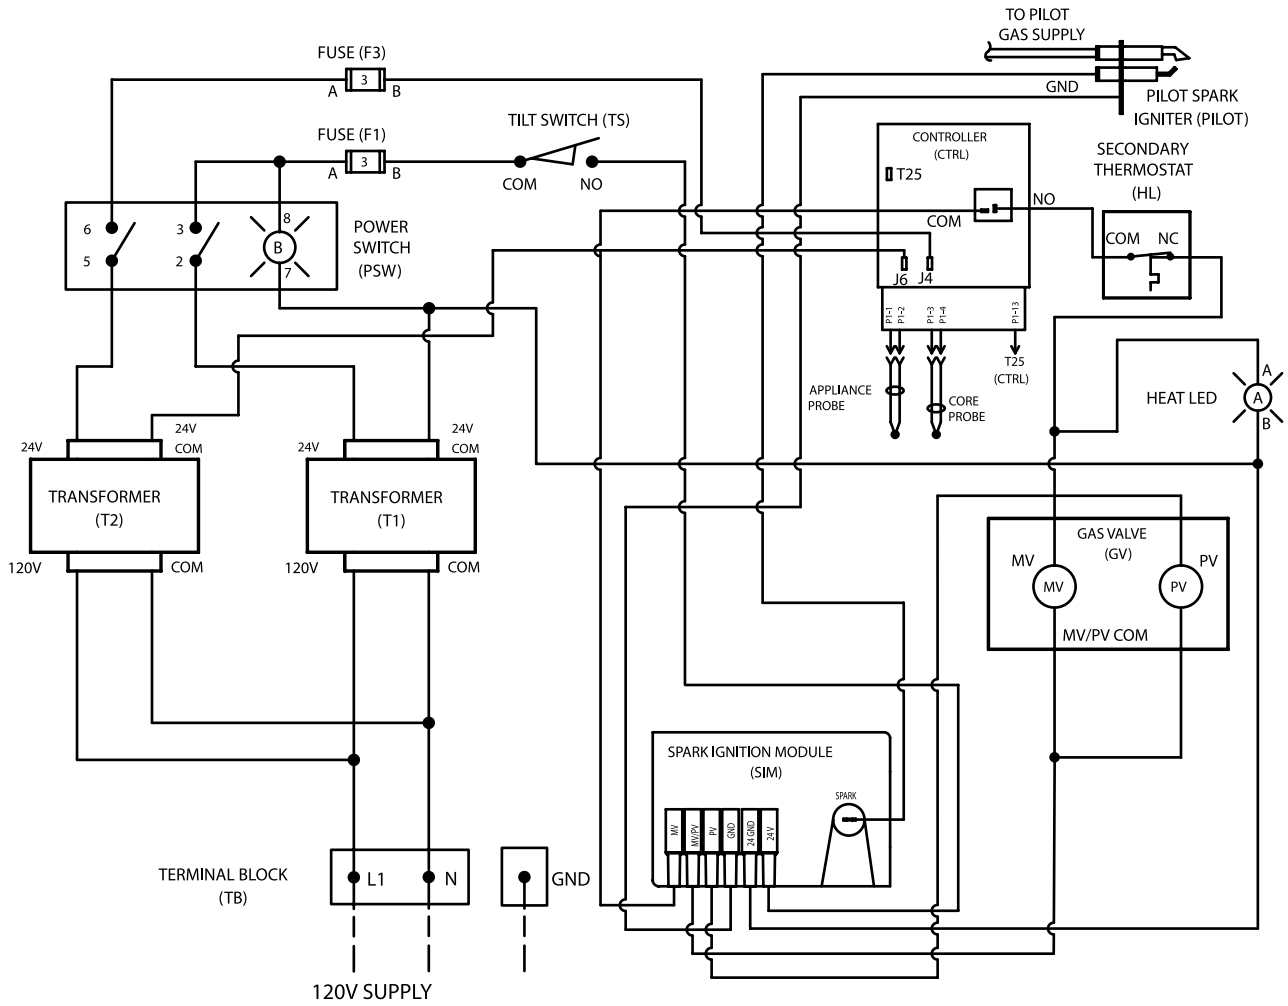 TO PILOT
GAS SUPPLY
GND
PILOT SPARK
IGNITER (PILOT)
FUSE (F3)
A 3 B
FUSE (F1)
A 3 B
TILT SWITCH (TS)
COM NO
CONTROLLER
(CTRL)
T25
COM
NO
J6 J4
P1-1
P1-2
P1-3
P1-4
P1-13
T25
(CTRL)
APPLIANCE
PROBE
CORE
PROBE
SECONDARY
THERMOSTAT
(HL)
COM NC
6
5
3
2
8
B
7
POWER
SWITCH
(PSW)
HEAT LED
A
A
B
24V
24V
COM
TRANSFORMER
(T2)
120V
COM
24V
24V
COM
TRANSFORMER
(T1)
120V
COM
GAS VALVE
(GV)
MV
MV
PV
PV
MV/PV COM
SPARK IGNITION MODULE
(SIM)
SPARK
MV
MV/PV
PV
GND
24 GND
24 V
TERMINAL BLOCK
(TB)
L1
N
GND
120V SUPPLY